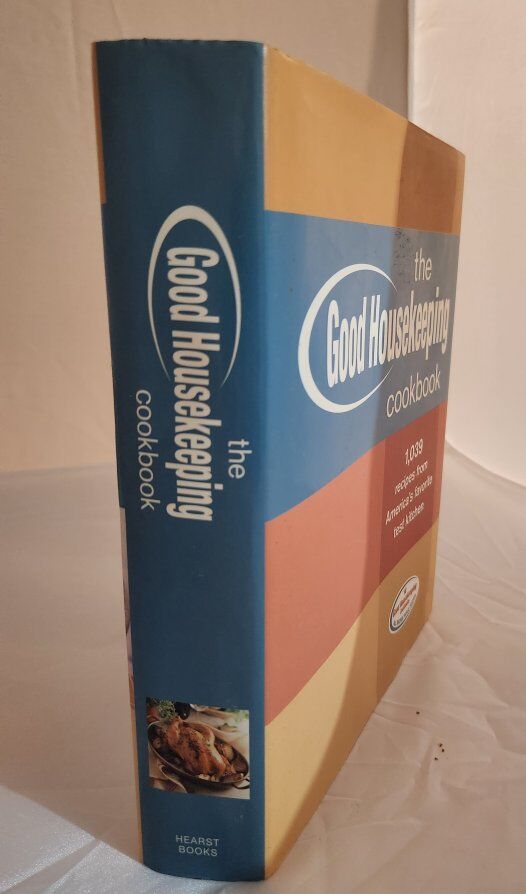 the
Good Housekeeping
cookbook
HEARST
BOOKS
the
Good Housekeeping
cookbook
1,039
recipes from
America's favorite
test kitchen